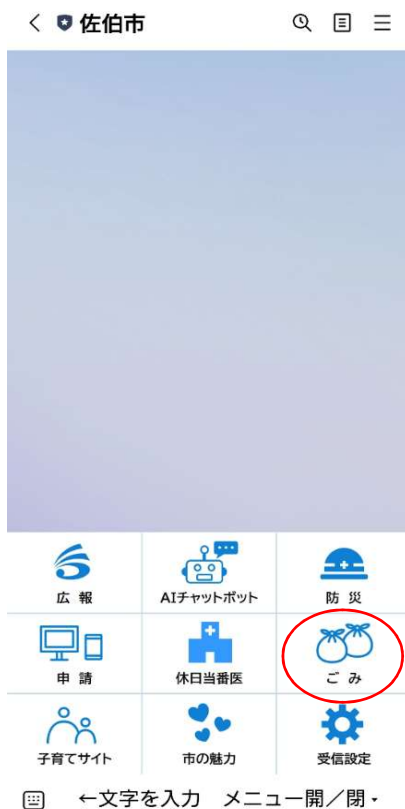 佐伯市
広報
AIチャットボット
防災
申請
休日当番医
ごみ
子育てサイト
市の魅力
受信設定
←文字を入力 メニュー開／閉▾